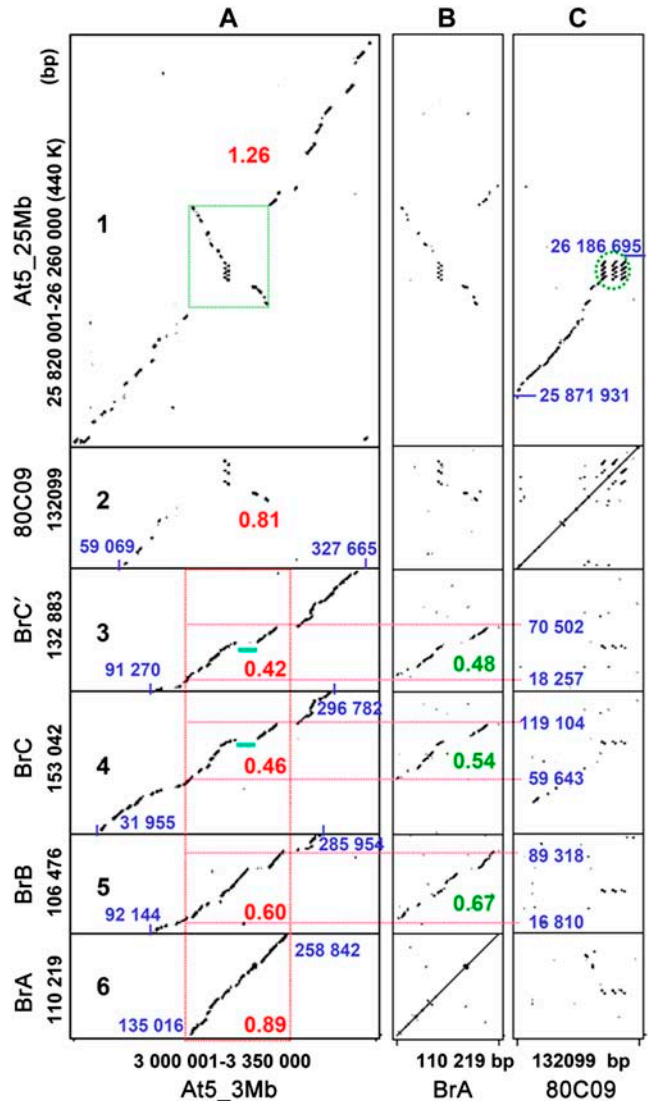 A B C
At5_25Mb
25 820 001-26 260 000 (440 K) (bp)
1
1.26
26 186 695
25 871 931
80C09
132099
2
0.81
59 069
327 665
BrC′
132 883
3
91 270
0.42
0.48
70 502
18 257
BrC
153 042
4
296 782
31 955
0.46
0.54
119 104
59 643
BrB
106 476
5
285 954
92 144
0.60
0.67
89 318
16 810
BrA
110 219
6
258 842
135 016
0.89
3 000 001-3 350 000 110 219 bp 132099 bp
At5_3Mb BrA 80C09